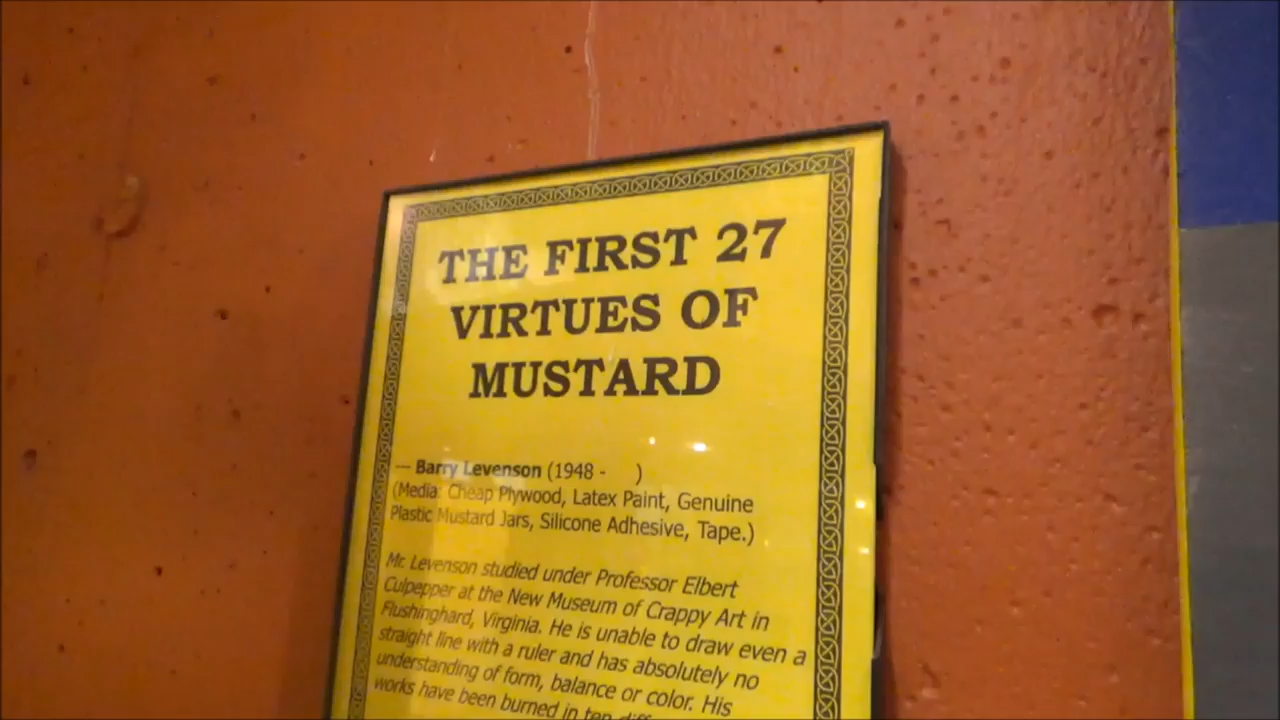 THE FIRST 27
VIRTUES OF
MUSTARD
— Barry Levenson (1948 -     )
(Media: Cheap Plywood, Latex Paint, Genuine
Plastic Mustard Jars, Silicone Adhesive, Tape.)
Mr. Levenson studied under Professor Elbert
Culpepper at the New Museum of Crappy Art in
Flushinghard, Virginia. He is unable to draw even a
straight line with a ruler and has absolutely no
understanding of form, balance or color. His
works have been burned in ten